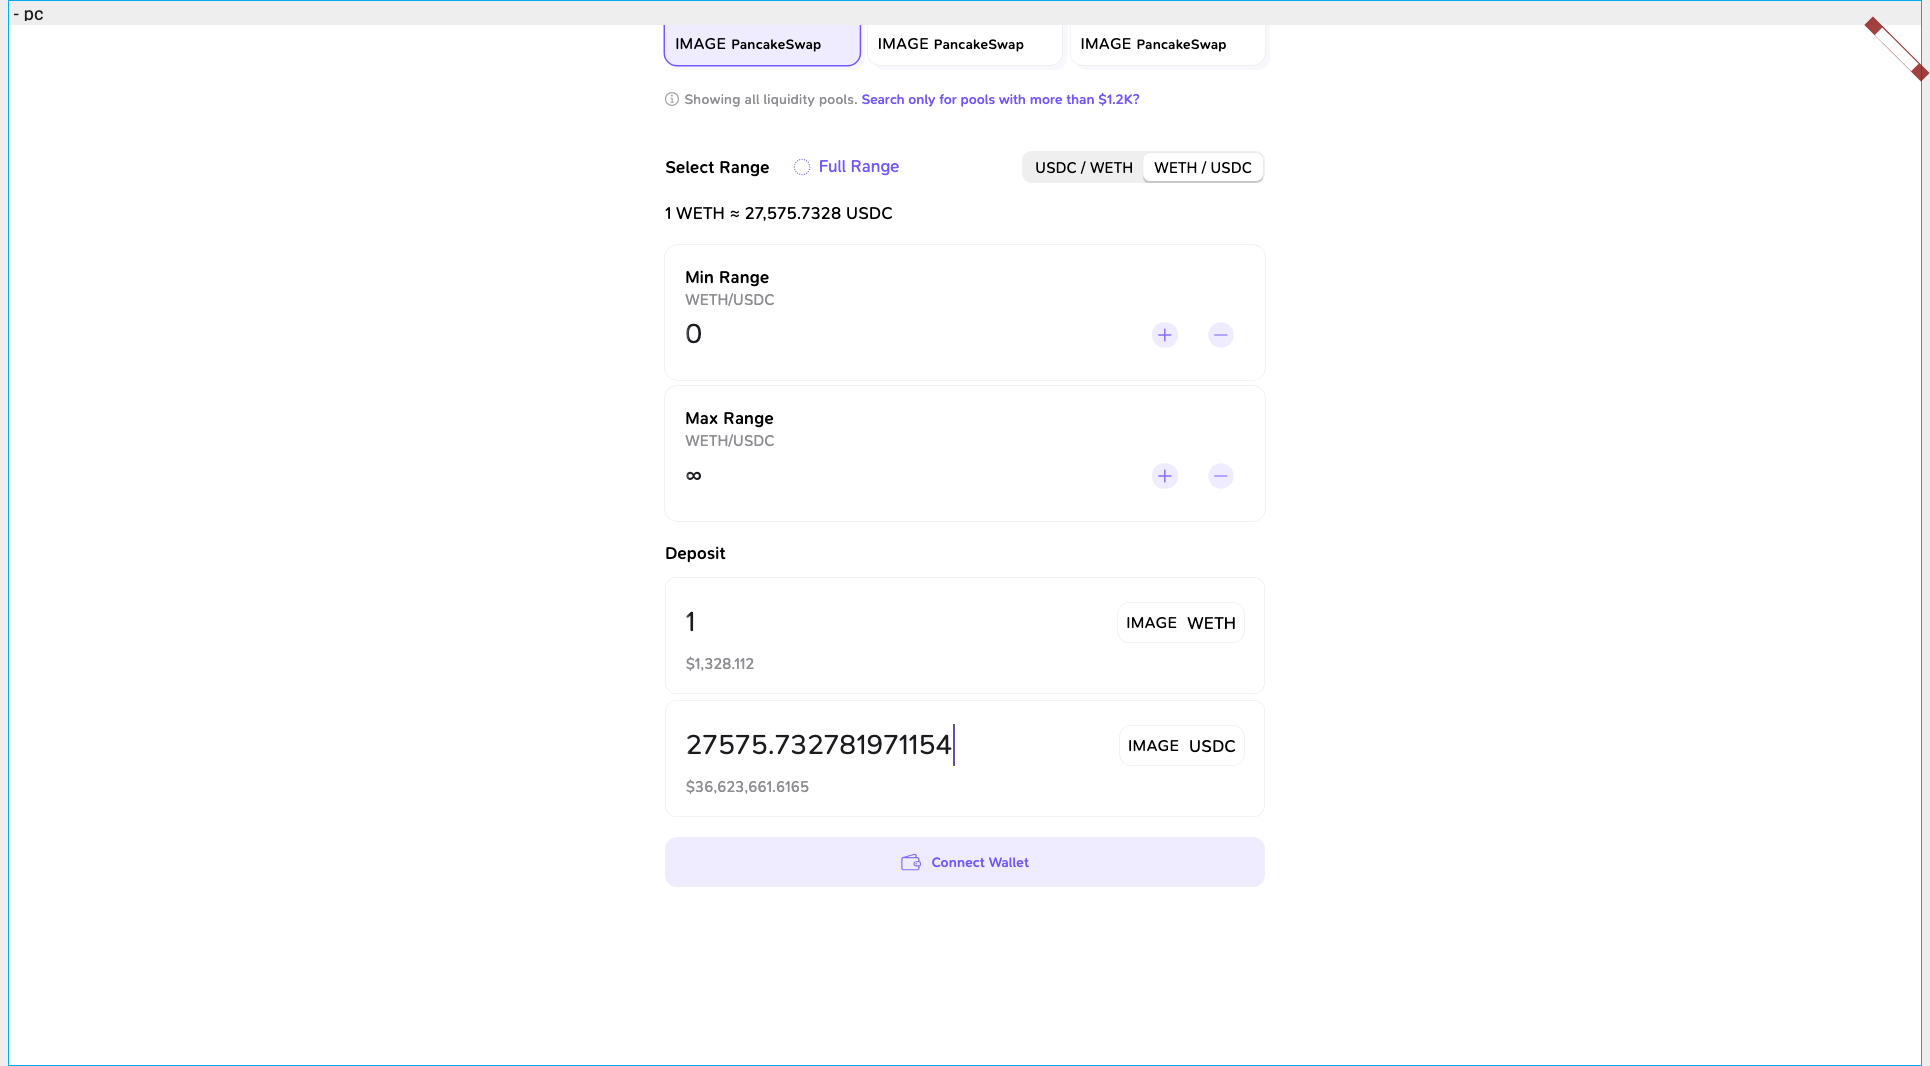 - pc
IMAGE PancakeSwap IMAGE PancakeSwap IMAGE PancakeSwap
Showing all liquidity pools. Search only for pools with more than $1.2K?
Select Range Full Range USDC / WETH WETH / USDC
1 WETH ≈ 27,575.7328 USDC
Min Range
WETH/USDC
0
Max Range
WETH/USDC
∞
Deposit
1 IMAGE WETH
$1,328.112
27575.732781971154 IMAGE USDC
$36,623,661.6165
Connect Wallet